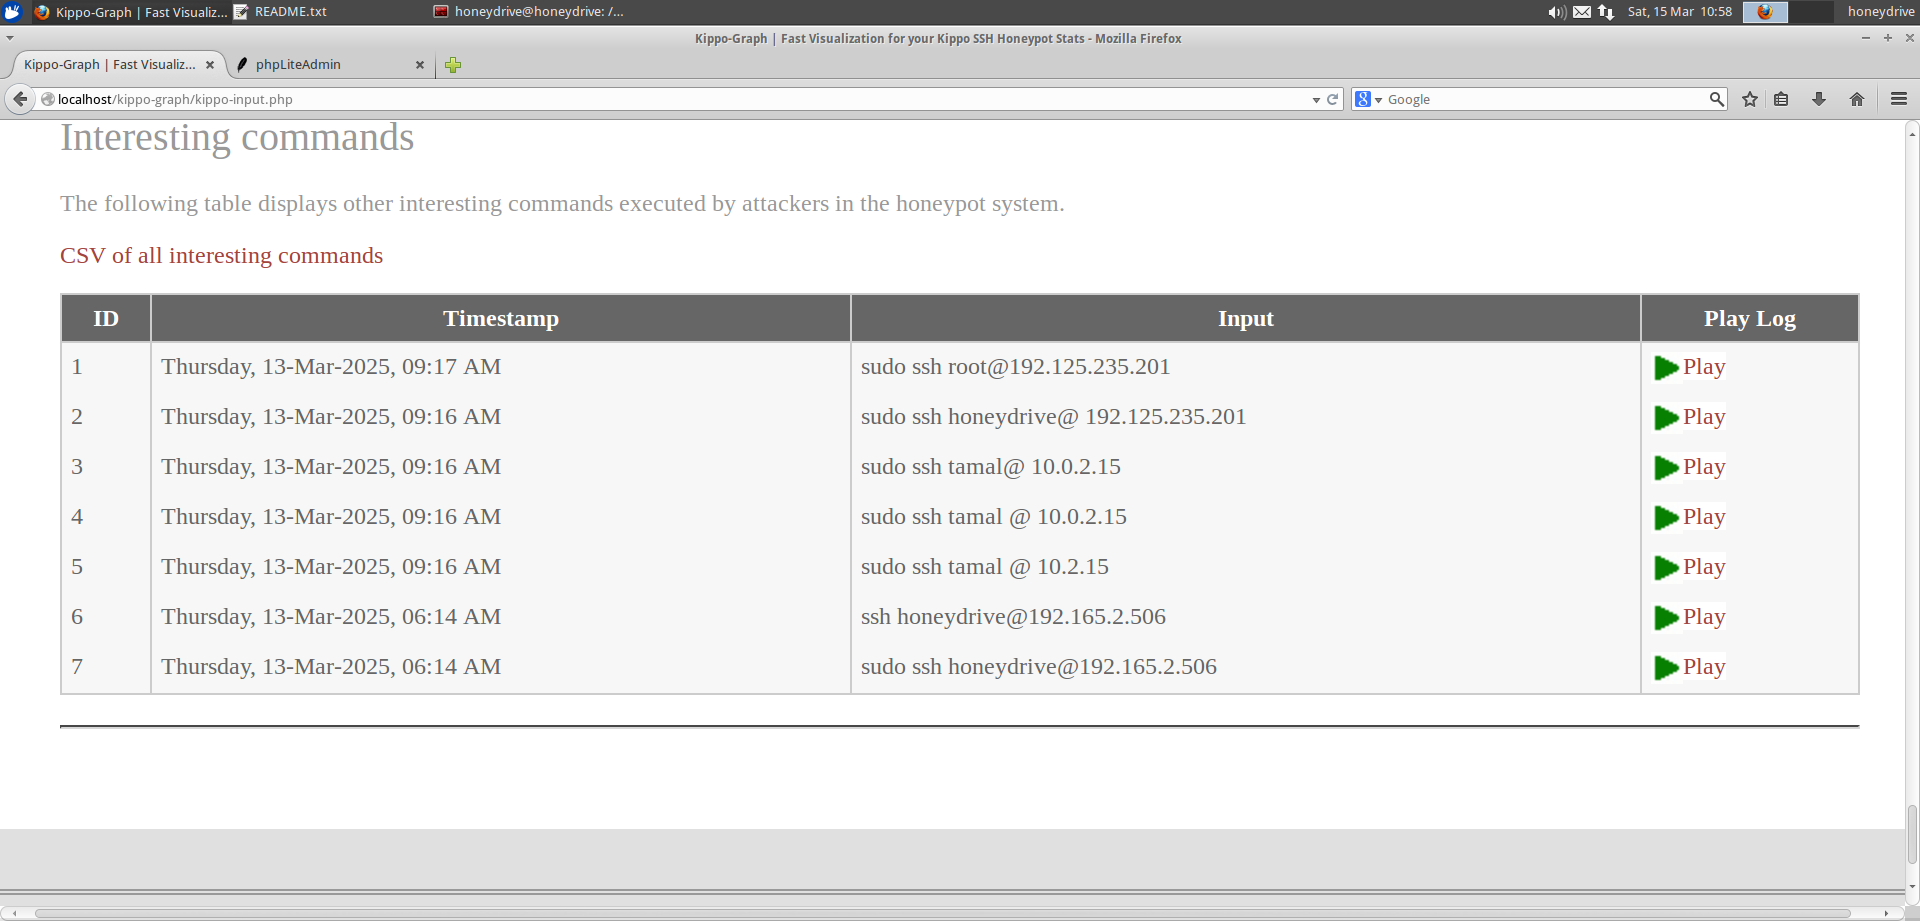 Kippo-Graph | Fast Visualiz... README.txt honeydrive@honeydrive: /... Sat, 15 Mar 10:58 honeydrive
Kippo-Graph | Fast Visualization for your Kippo SSH Honeypot Stats - Mozilla Firefox
Kippo-Graph | Fast Visualiz... phpLiteAdmin
localhost/kippo-graph/kippo-input.php 8 Google
Interesting commands
The following table displays other interesting commands executed by attackers in the honeypot system.
CSV of all interesting commands
ID Timestamp Input Play Log
1 Thursday, 13-Mar-2025, 09:17 AM sudo ssh root@192.125.235.201 Play
2 Thursday, 13-Mar-2025, 09:16 AM sudo ssh honeydrive@ 192.125.235.201 Play
3 Thursday, 13-Mar-2025, 09:16 AM sudo ssh tamal@ 10.0.2.15 Play
4 Thursday, 13-Mar-2025, 09:16 AM sudo ssh tamal @ 10.0.2.15 Play
5 Thursday, 13-Mar-2025, 09:16 AM sudo ssh tamal @ 10.2.15 Play
6 Thursday, 13-Mar-2025, 06:14 AM ssh honeydrive@192.165.2.506 Play
7 Thursday, 13-Mar-2025, 06:14 AM sudo ssh honeydrive@192.165.2.506 Play